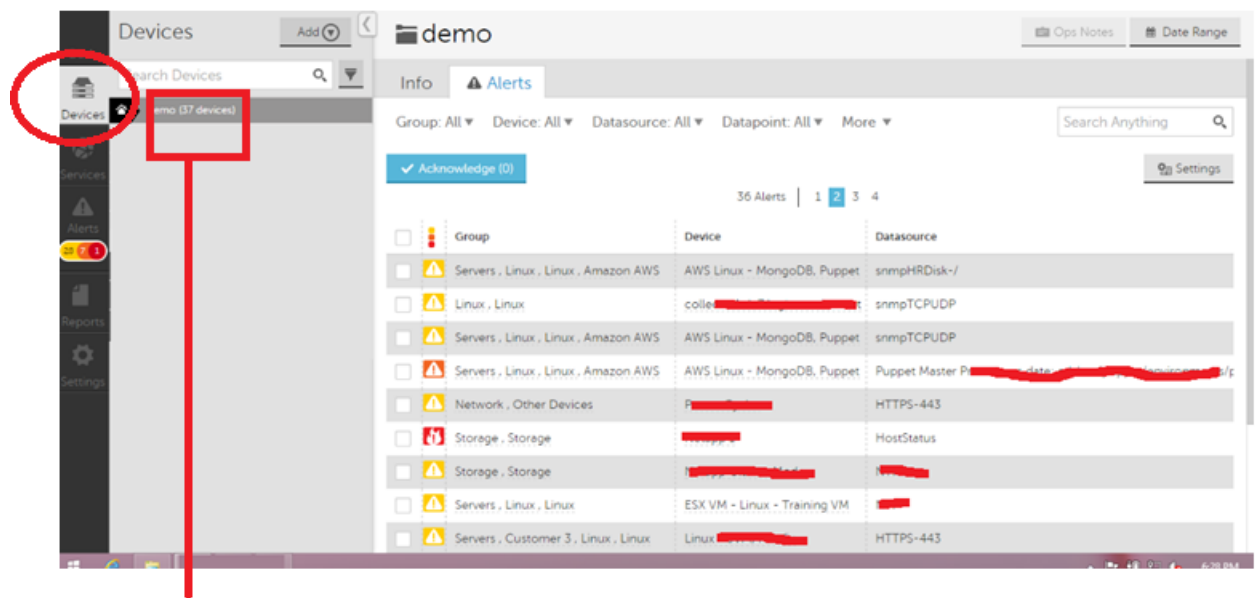 Devices
Add
demo
Ops Notes
Date Range
Search Devices
Info
Alerts
Devices
demo (37 devices)
Group: All
Device: All
Datasource: All
Datapoint: All
More
Search Anything
Services
Acknowledge (0)
Settings
36 Alerts 1 2 3 4
Alerts
7 1
Group Device Datasource
Servers , Linux , Linux , Amazon AWS AWS Linux - MongoDB, Puppet snmpHRDisk-/
Linux , Linux snmpTCPUDP
Reports
Servers , Linux , Linux , Amazon AWS AWS Linux - MongoDB, Puppet snmpTCPUDP
Servers , Linux , Linux , Amazon AWS AWS Linux - MongoDB, Puppet Puppet Master
Settings
Network , Other Devices HTTPS-443
Storage , Storage HostStatus
Storage , Storage
Servers , Linux , Linux ESX VM - Linux - Training VM
Servers , Customer 3 , Linux , Linux Linux HTTPS-443
6:28 PM